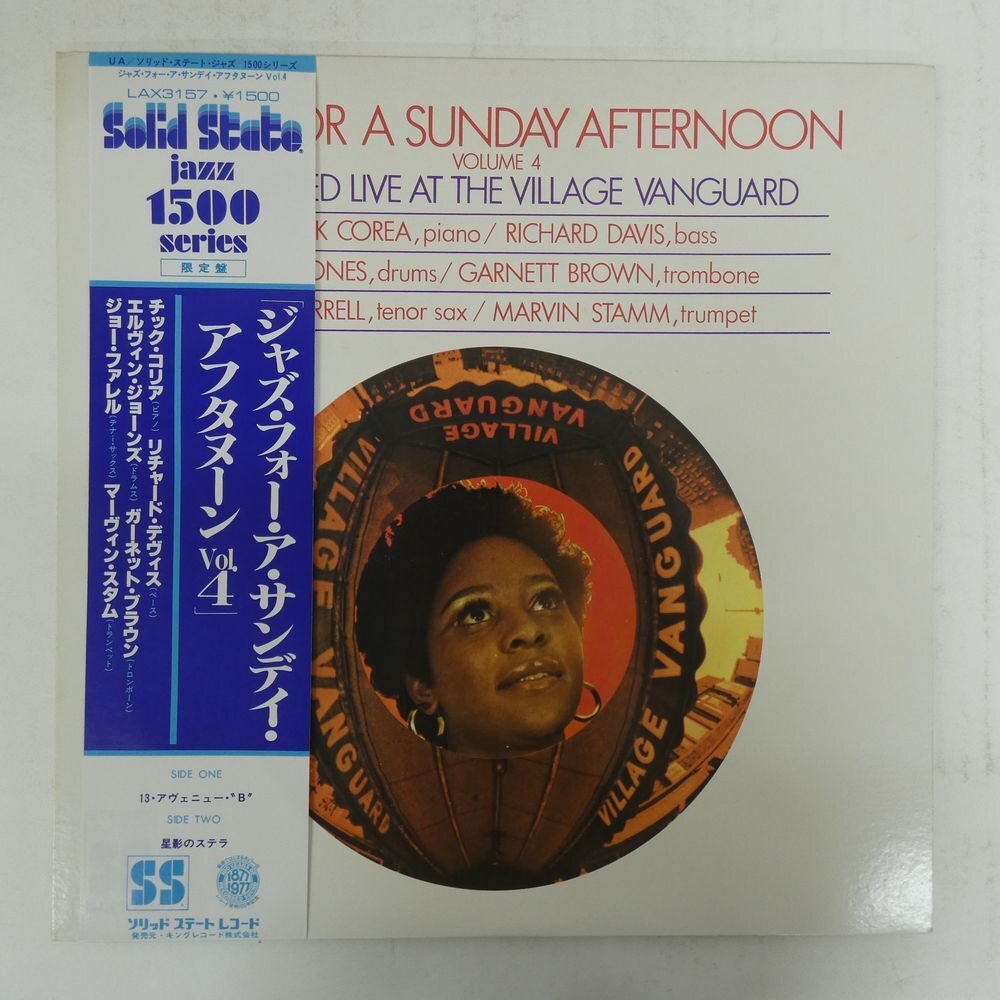 UA/ソリッド・ステート・ジャズ 1500シリーズ
ジャズ・フォー・ア・サンデイ・アフタヌーン Vol.4
LAX3157・¥1500
Solid State
jazz
1500
series
限定盤
「ジャズ・フォー・ア・サンデイ・
アフタヌーン Vol.4」
チック・コリア(ピアノ) リチャード・デヴィス(ベース)
エルヴィン・ジョーンズ(ドラムス) ガーネット・ブラウン(トロンボーン)
ジョー・ファレル(テナー・サックス) マーヴィン・スタム(トランペット)
SIDE ONE
13・アヴェニュー・"B"
SIDE TWO
星影のステラ
SS
1877
1977
ソリッド ステート レコード
発売元・キングレコード株式会社
OR A SUNDAY AFTERNOON
VOLUME 4
ED LIVE AT THE VILLAGE VANGUARD
K COREA, piano / RICHARD DAVIS, bass
ONES, drums / GARNETT BROWN, trombone
RRELL, tenor sax / MARVIN STAMM, trumpet
VILLAGE VANGUARD
VILLAGE VANGUARD
VILLAGE VANGUARD